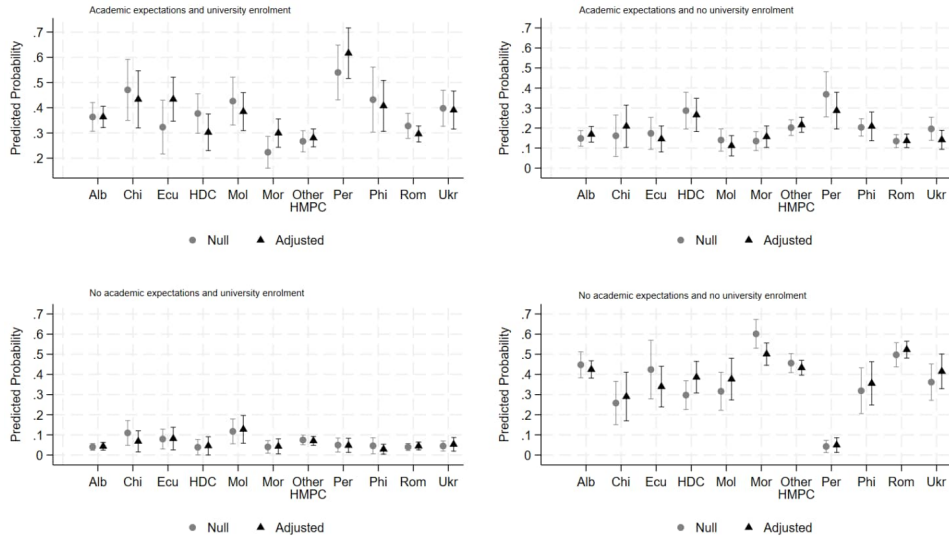 Academic expectations and university enrolment
Predicted Probability
.7
.6
.5
.4
.3
.2
Alb Chi Ecu HDC Mol Mor Other Per Phi Rom Ukr
HMPC
Null Adjusted
Academic expectations and no university enrolment
Predicted Probability
.7
.6
.5
.4
.3
.2
.1
0
Alb Chi Ecu HDC Mol Mor Other Per Phi Rom Ukr
HMPC
Null Adjusted
No academic expectations and university enrolment
Predicted Probability
.7
.6
.5
.4
.3
.2
.1
0
Alb Chi Ecu HDC Mol Mor Other Per Phi Rom Ukr
HMPC
Null Adjusted
No academic expectations and no university enrolment
Predicted Probability
.7
.6
.5
.4
.3
.2
.1
0
Alb Chi Ecu HDC Mol Mor Other Per Phi Rom Ukr
HMPC
Null Adjusted